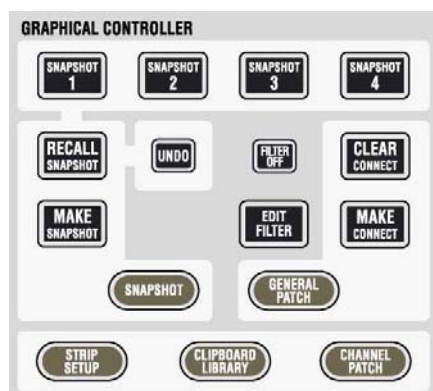 GRAPHICAL CONTROLLER
SNAPSHOT
1
SNAPSHOT
2
SNAPSHOT
3
SNAPSHOT
4
RECALL
SNAPSHOT
UNDO
FILTER
OFF
CLEAR
CONNECT
MAKE
SNAPSHOT
EDIT
FILTER
MAKE
CONNECT
SNAPSHOT
GENERAL
PATCH
STRIP
SETUP
CLIPBOARD
LIBRARY
CHANNEL
PATCH